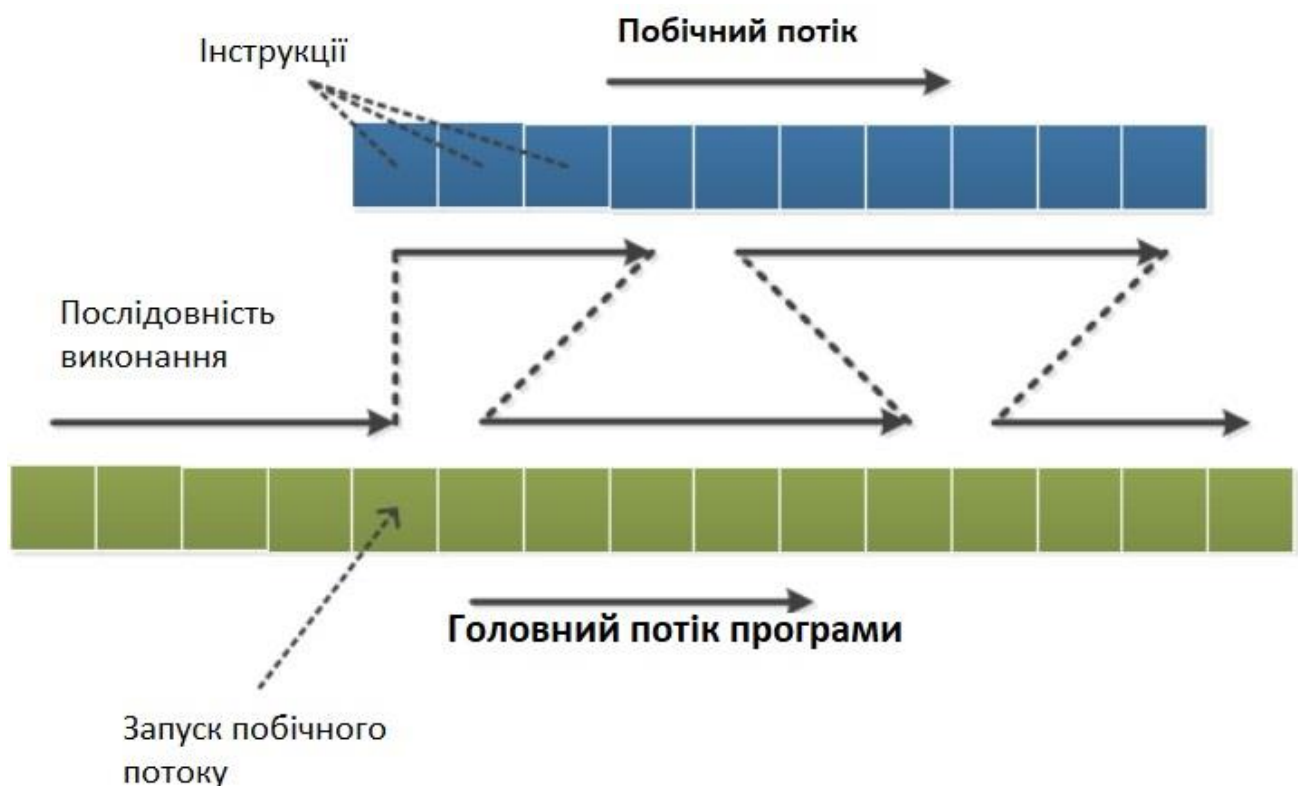 Побічний потік
Інструкції
Послідовність
виконання
Головний потік програми
Запуск побічного
потоку